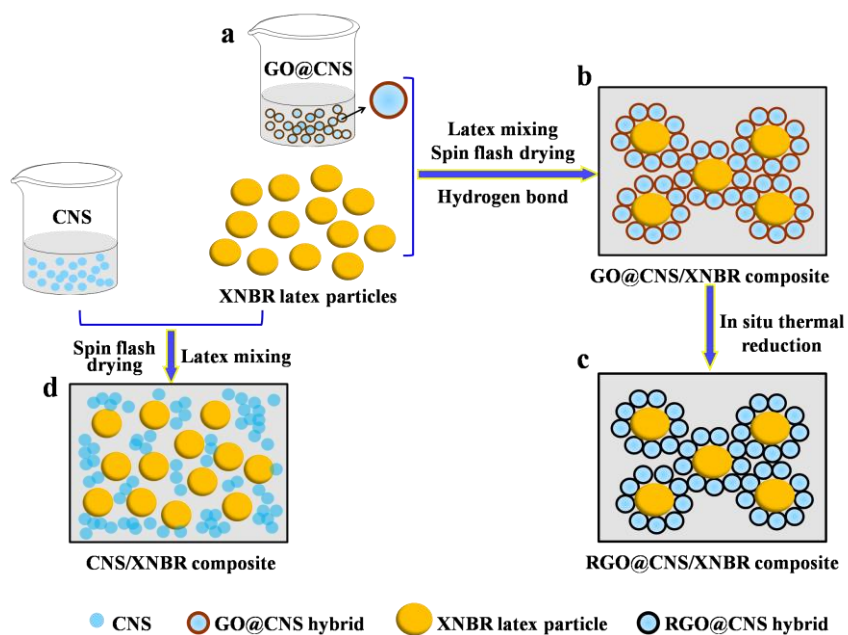 a
GO@CNS
CNS
XNBR latex particles
Latex mixing
Spin flash drying
Hydrogen bond
b
GO@CNS/XNBR composite
In situ thermal
reduction
c
RGO@CNS/XNBR composite
Spin flash
drying
Latex mixing
d
CNS/XNBR composite
CNS
GO@CNS hybrid
XNBR latex
particle
RGO@CNS hybrid